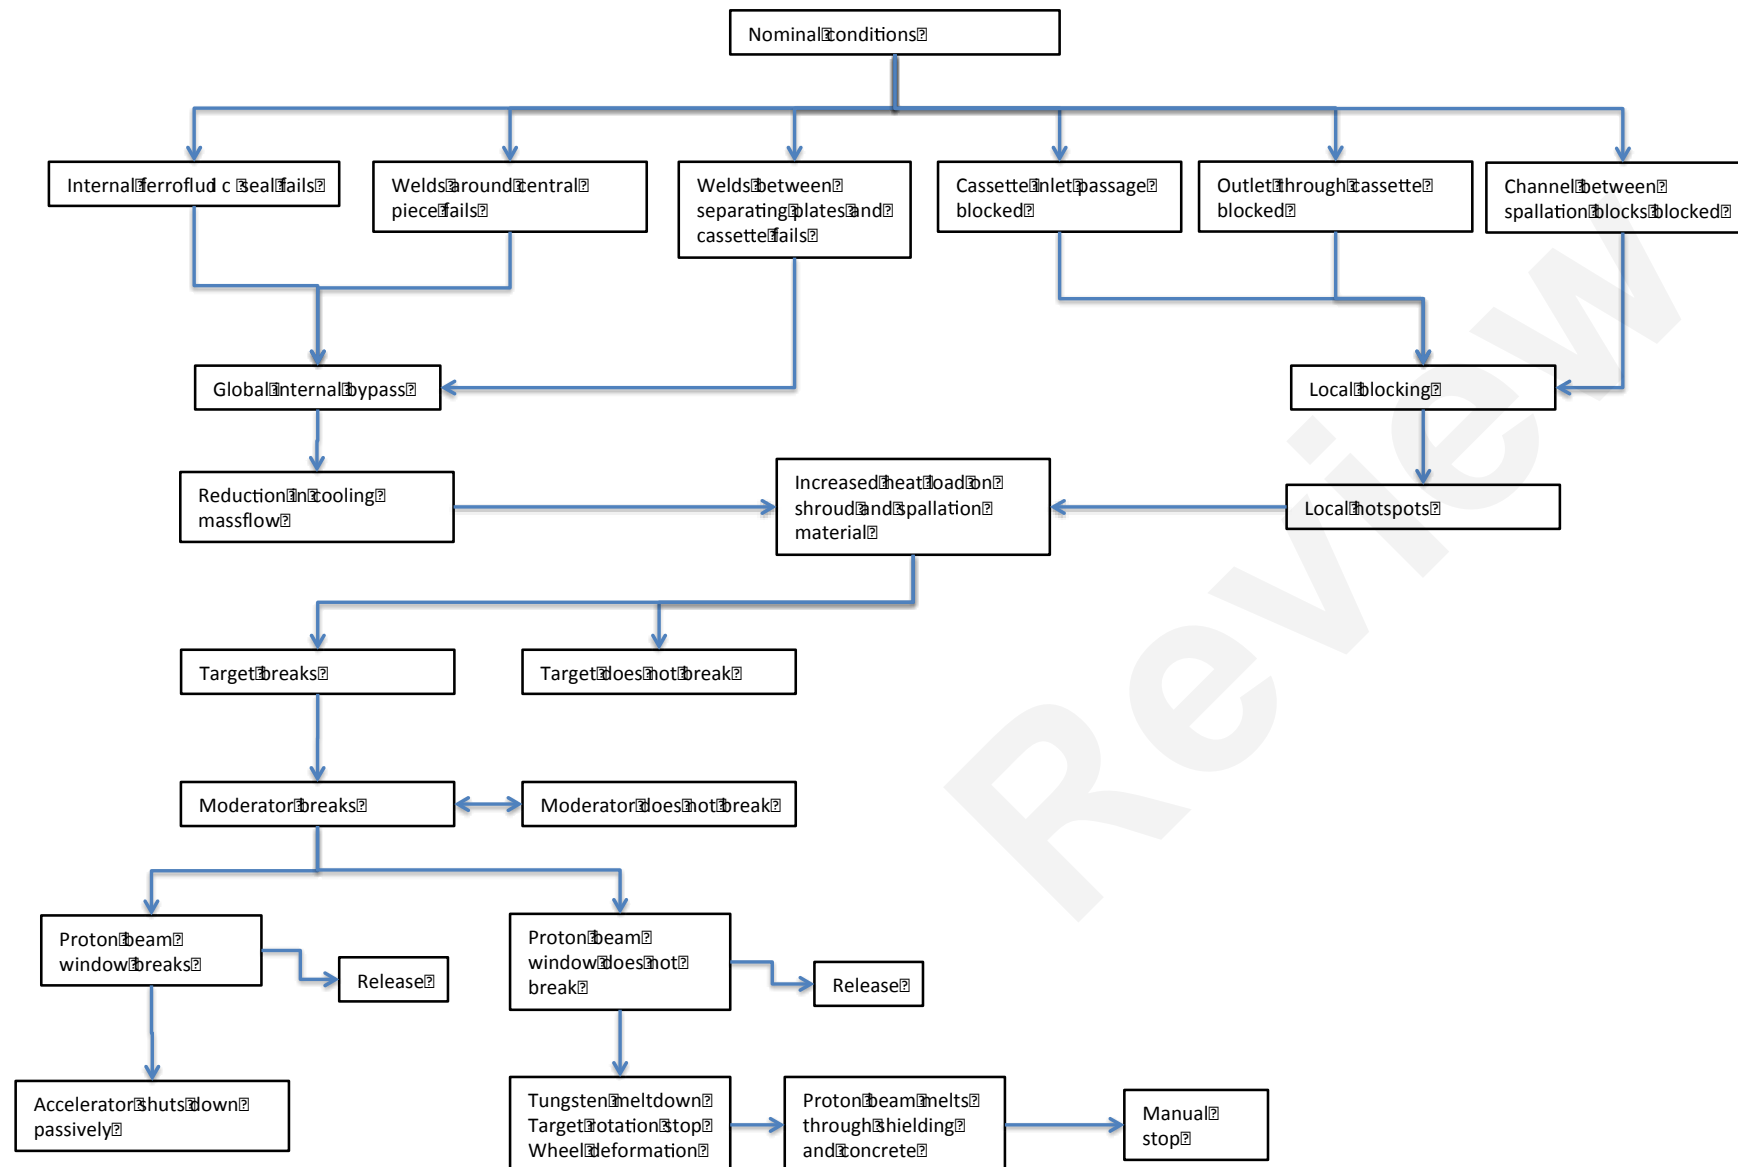 Nominal conditions
Internal ferrofludi c seal fails
Welds around central
piece fails
Welds between
separating plates and
cassette fails
Cassette inlet passage
blocked
Outlet through cassette
blocked
Channel between
spallation blocks blocked
Global internal bypass
Local blocking
Reduction in cooling
massflow
Increased heat load on
shroud and spallation
material
Local hotspots
Target breaks
Target does not break
Moderator breaks
Moderator does not break
Proton beam
window breaks
Release
Proton beam
window does not
break
Release
Accelerator shuts down
passively
Tungsten meltdown
Target rotation stop
Wheel deformation
Proton beam melts
through shielding
and concrete
Manual
stop
Review